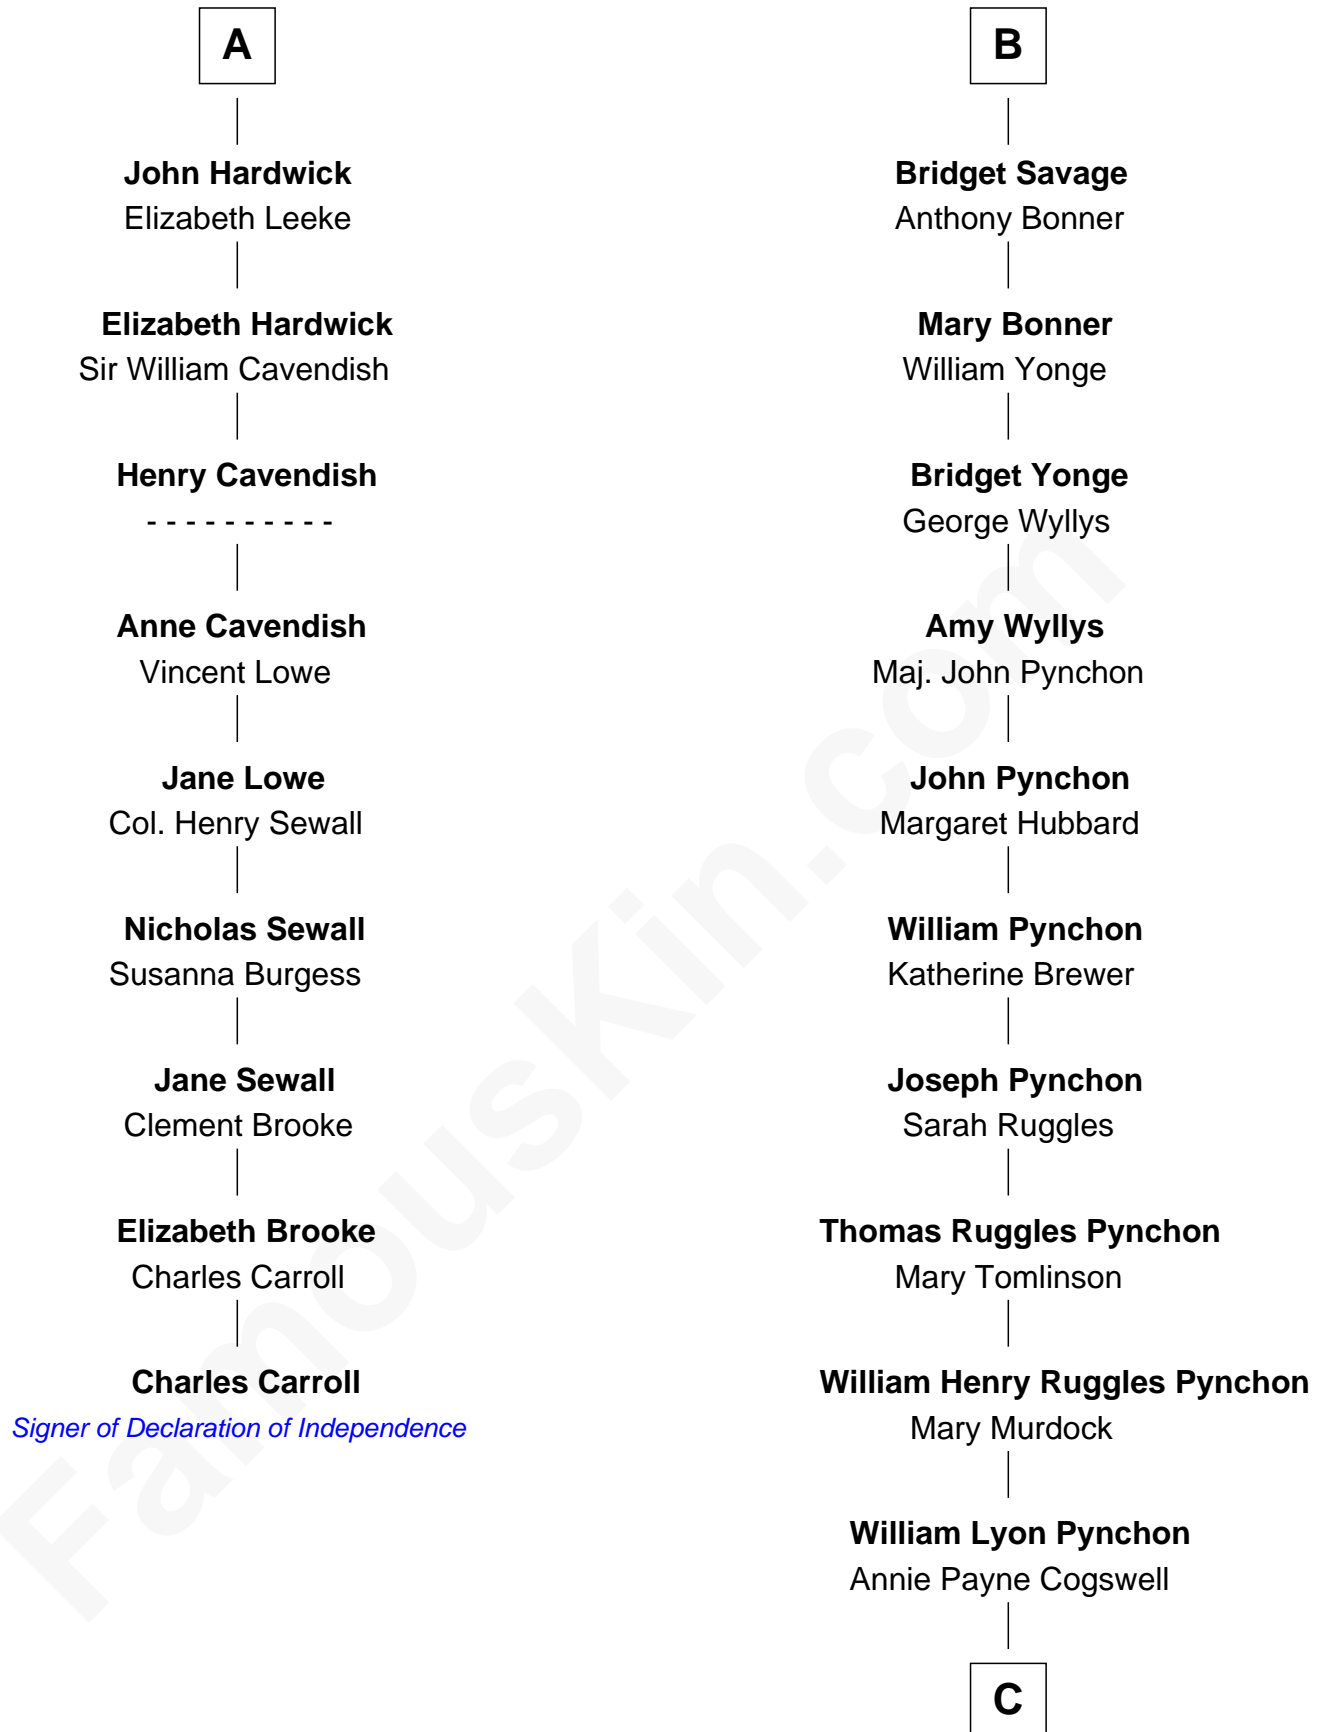 A
John Hardwick
Elizabeth Leeke
Elizabeth Hardwick
Sir William Cavendish
Henry Cavendish
- - - - - - - - - -
Anne Cavendish
Vincent Lowe
Jane Lowe
Col. Henry Sewall
Nicholas Sewall
Susanna Burgess
Jane Sewall
Clement Brooke
Elizabeth Brooke
Charles Carroll
Charles Carroll
Signer of Declaration of Independence
B
Bridget Savage
Anthony Bonner
Mary Bonner
William Yonge
Bridget Yonge
George Wyllys
Amy Wyllys
Maj. John Pynchon
John Pynchon
Margaret Hubbard
William Pynchon
Katherine Brewer
Joseph Pynchon
Sarah Ruggles
Thomas Ruggles Pynchon
Mary Tomlinson
William Henry Ruggles Pynchon
Mary Murdock
William Lyon Pynchon
Annie Payne Cogswell
C
FamousKin.com